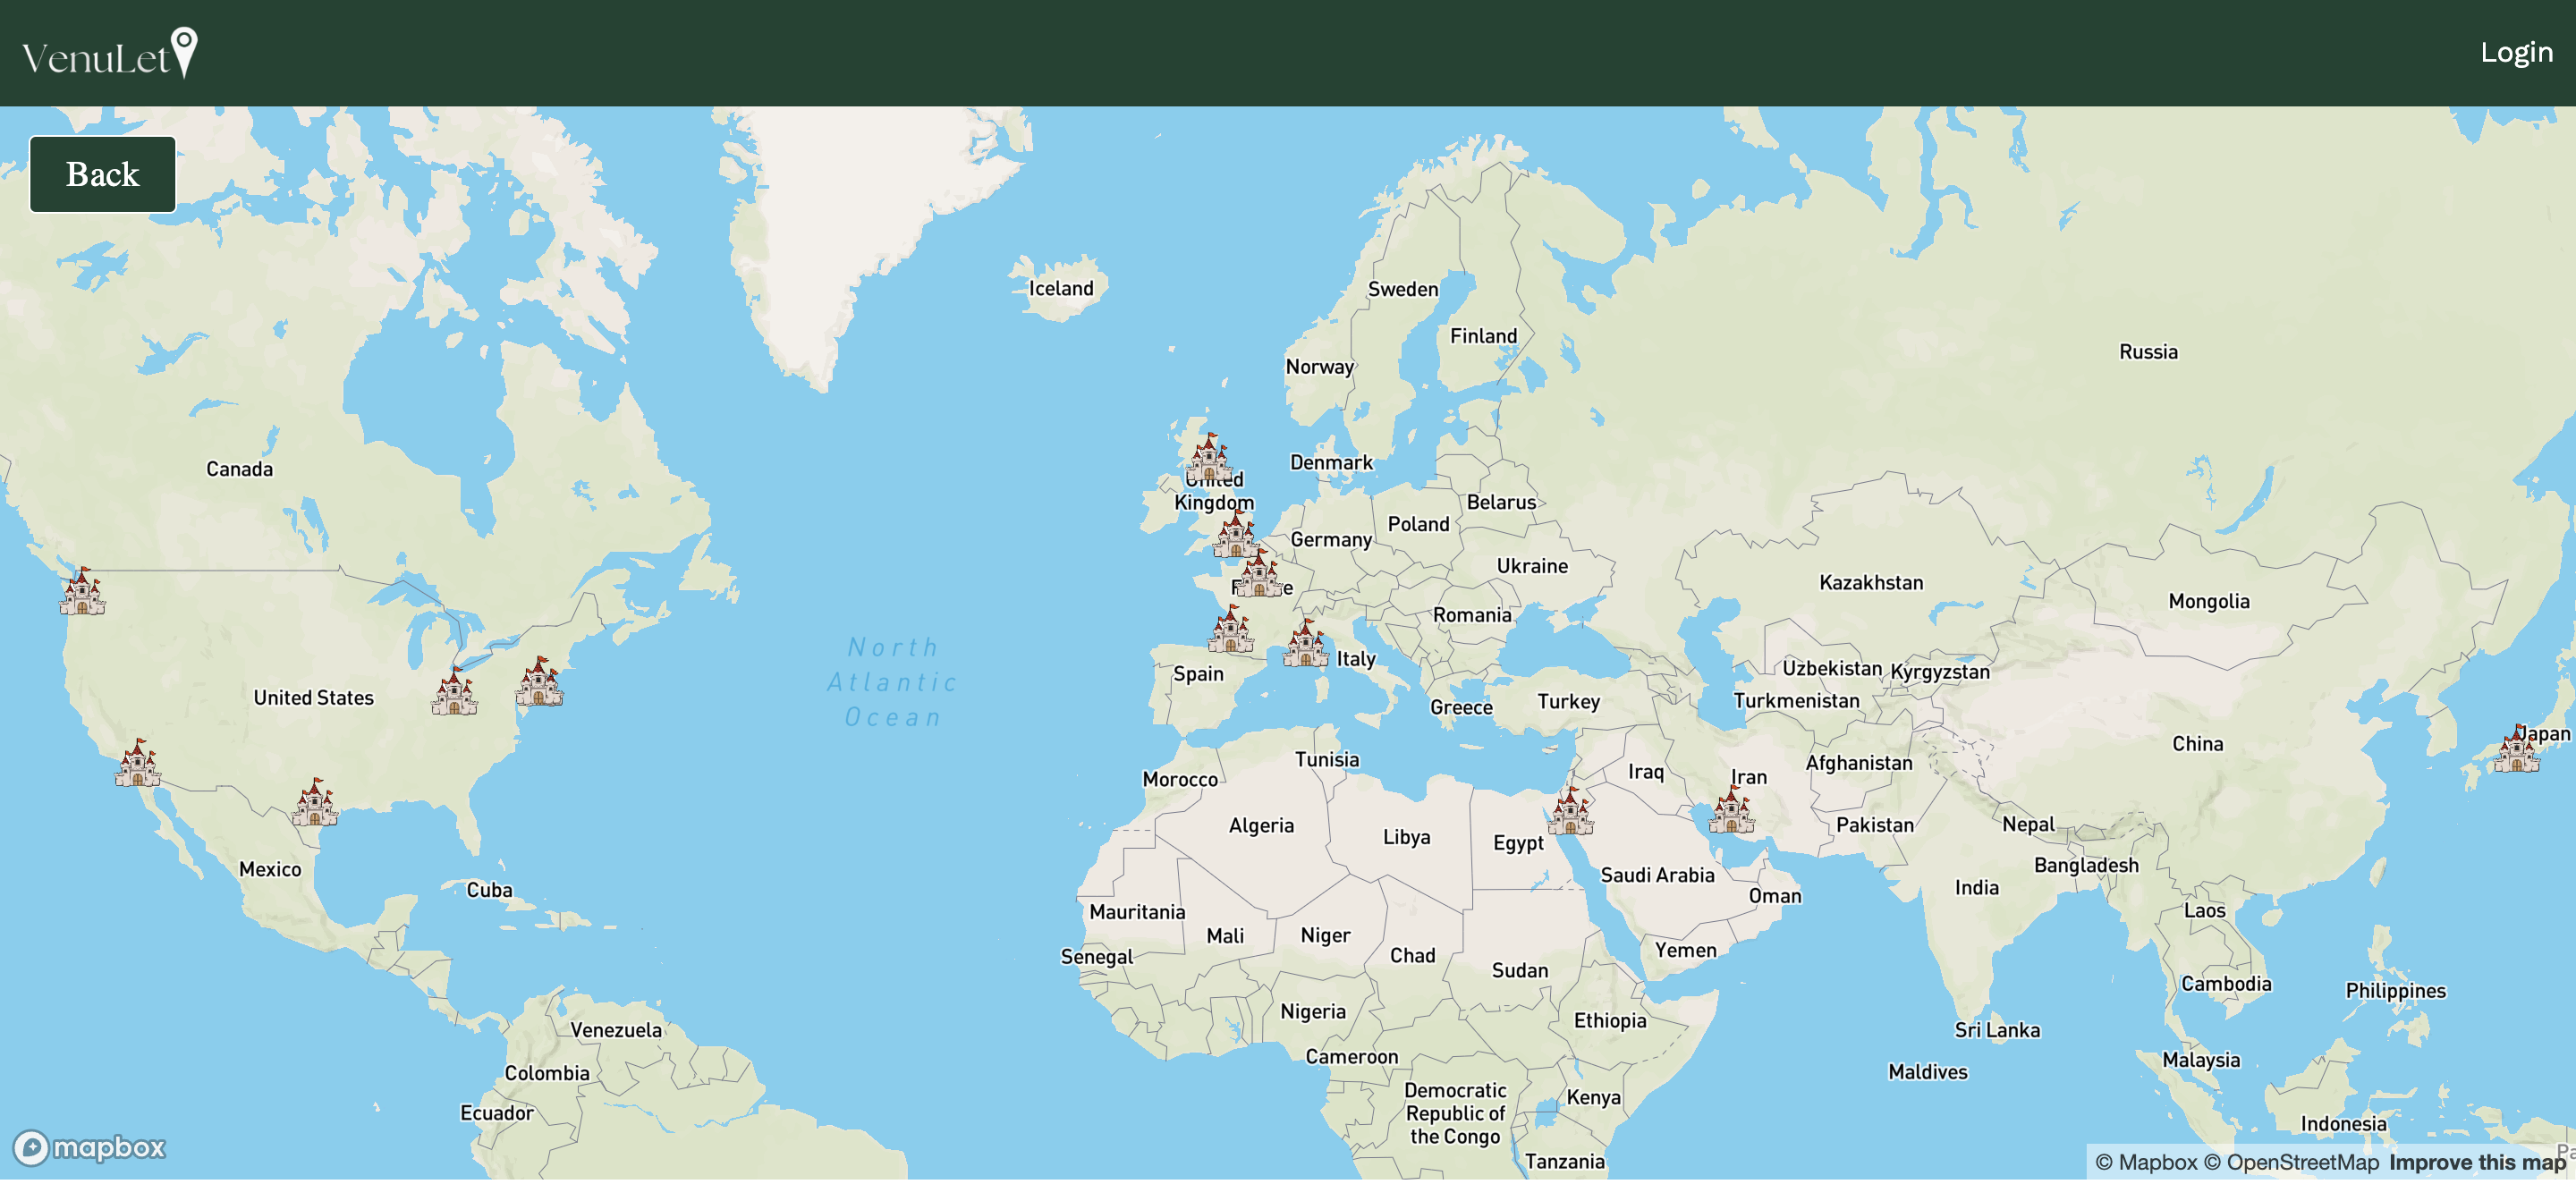 VenuLet
Login
Back
Iceland
Sweden
Finland
Norway
Russia
Canada
Denmark
United
Kingdom
Belarus
Poland
Germany
Ukraine
Kazakhstan
Mongolia
Romania
North
Atlantic
Ocean
Italy
Spain
United States
Uzbekistan
Kyrgyzstan
Turkmenistan
Greece
Turkey
China
Japan
Tunisia
Morocco
Iraq
Iran
Afghanistan
Algeria
Libya
Egypt
Pakistan
Nepal
Mexico
Cuba
Saudi Arabia
Oman
Bangladesh
India
Mauritania
Mali
Niger
Chad
Laos
Senegal
Sudan
Yemen
Cambodia
Philippines
Nigeria
Ethiopia
Venezuela
Sri Lanka
Cameroon
Malaysia
Colombia
Maldives
Democratic
Republic of
the Congo
Kenya
Ecuador
Indonesia
Tanzania
mapbox
© Mapbox © OpenStreetMap Improve this map